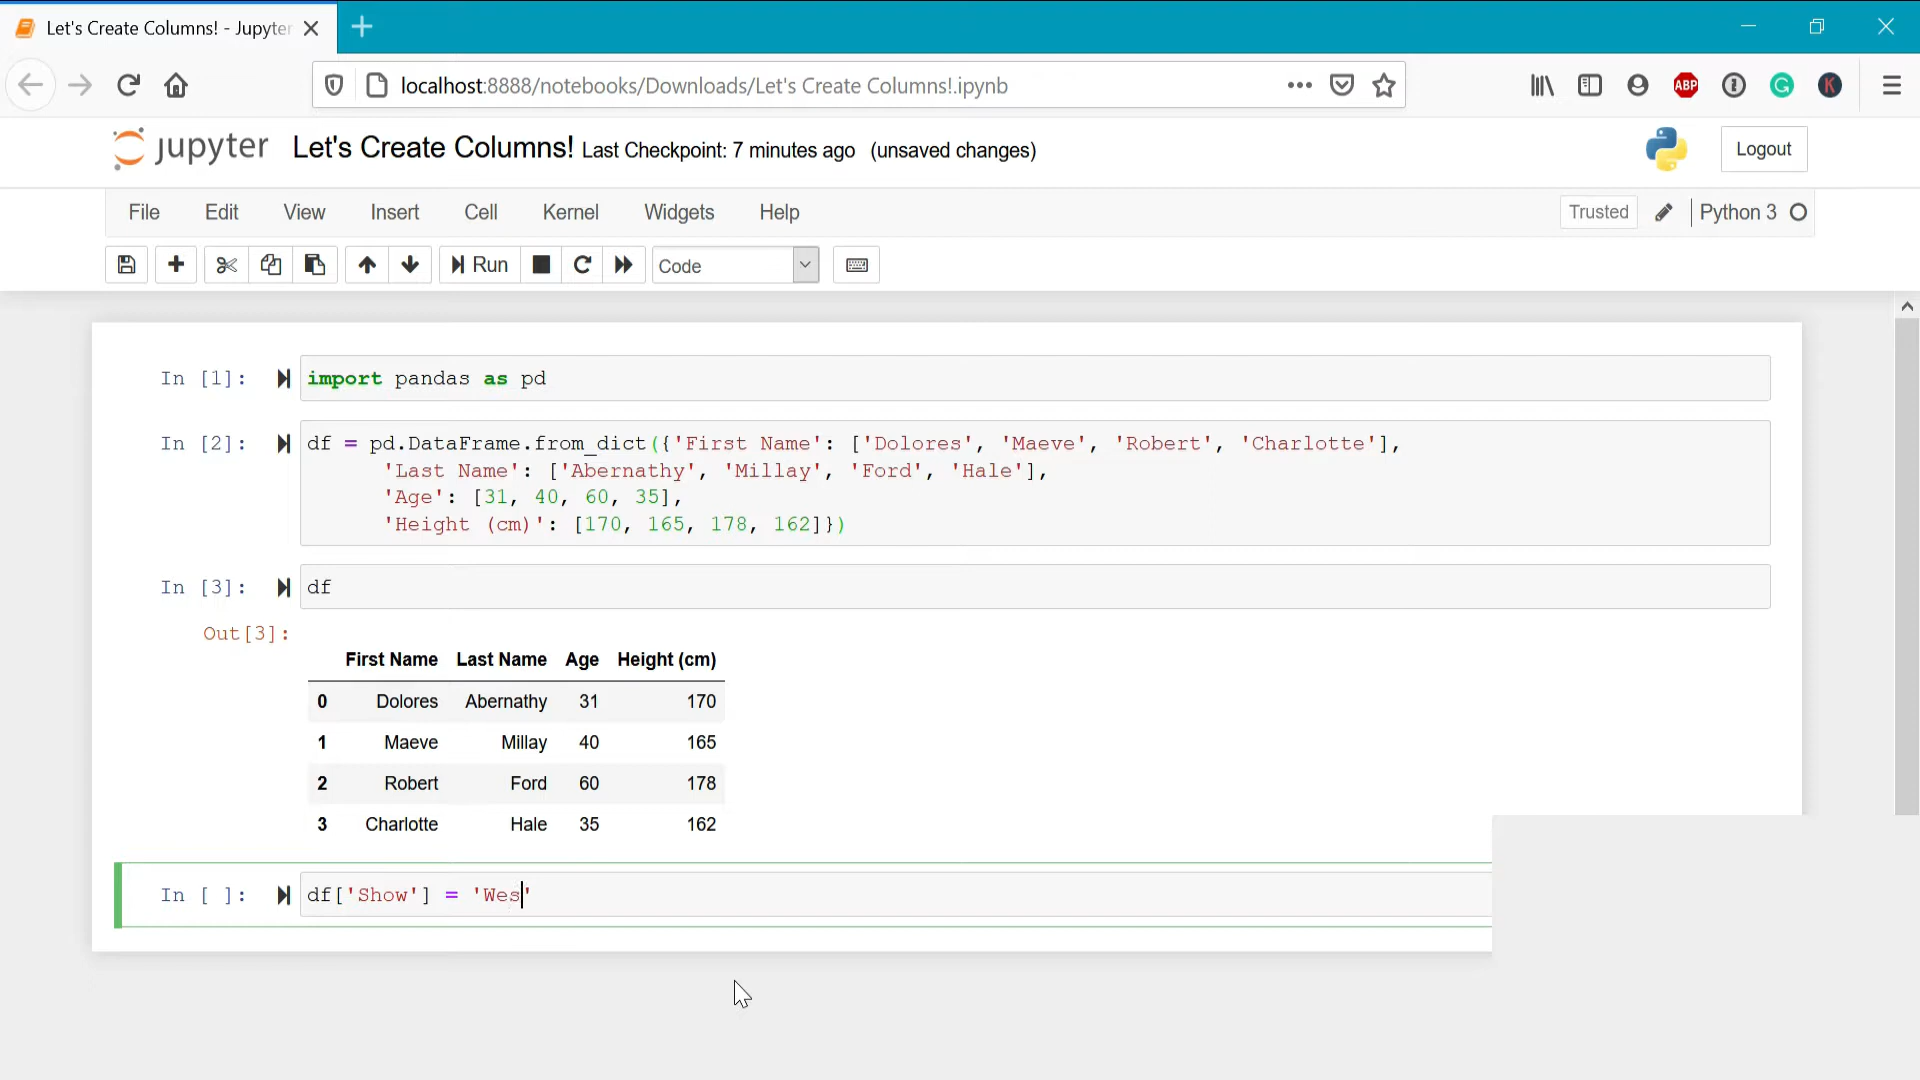 Let's Create Columns! - Jupyter
localhost:8888/notebooks/Downloads/Let's Create Columns!.ipynb
ABP
K
jupyter Let's Create Columns! Last Checkpoint: 7 minutes ago (unsaved changes)
Logout
File Edit View Insert Cell Kernel Widgets Help
Trusted Python 3
Run
Code
In [1]: import pandas as pd
In [2]: df = pd.DataFrame.from_dict({'First Name': ['Dolores', 'Maeve', 'Robert', 'Charlotte'],
'Last Name': ['Abernathy', 'Millay', 'Ford', 'Hale'],
'Age': [31, 40, 60, 35],
'Height (cm)': [170, 165, 178, 162]})
In [3]: df
Out[3]:
First Name Last Name Age Height (cm)
0 Dolores Abernathy 31 170
1 Maeve Millay 40 165
2 Robert Ford 60 178
3 Charlotte Hale 35 162
In [ ]: df['Show'] = 'Wes'